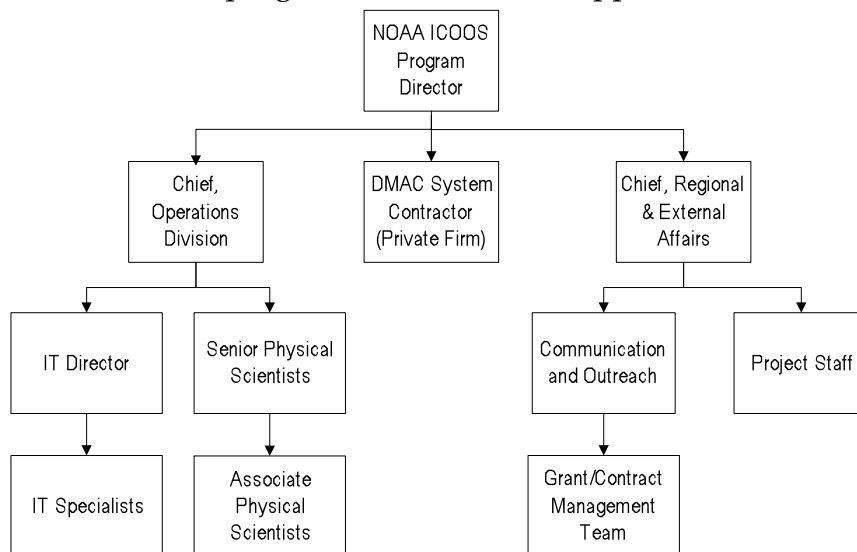 NOAA ICOOS
Program
Director
Chief,
Operations
Division
DMAC System
Contractor
(Private Firm)
Chief, Regional
& External
Affairs
IT Director
Senior Physical
Scientists
Communication
and Outreach
Project Staff
IT Specialists
Associate
Physical
Scientists
Grant/Contract
Management
Team